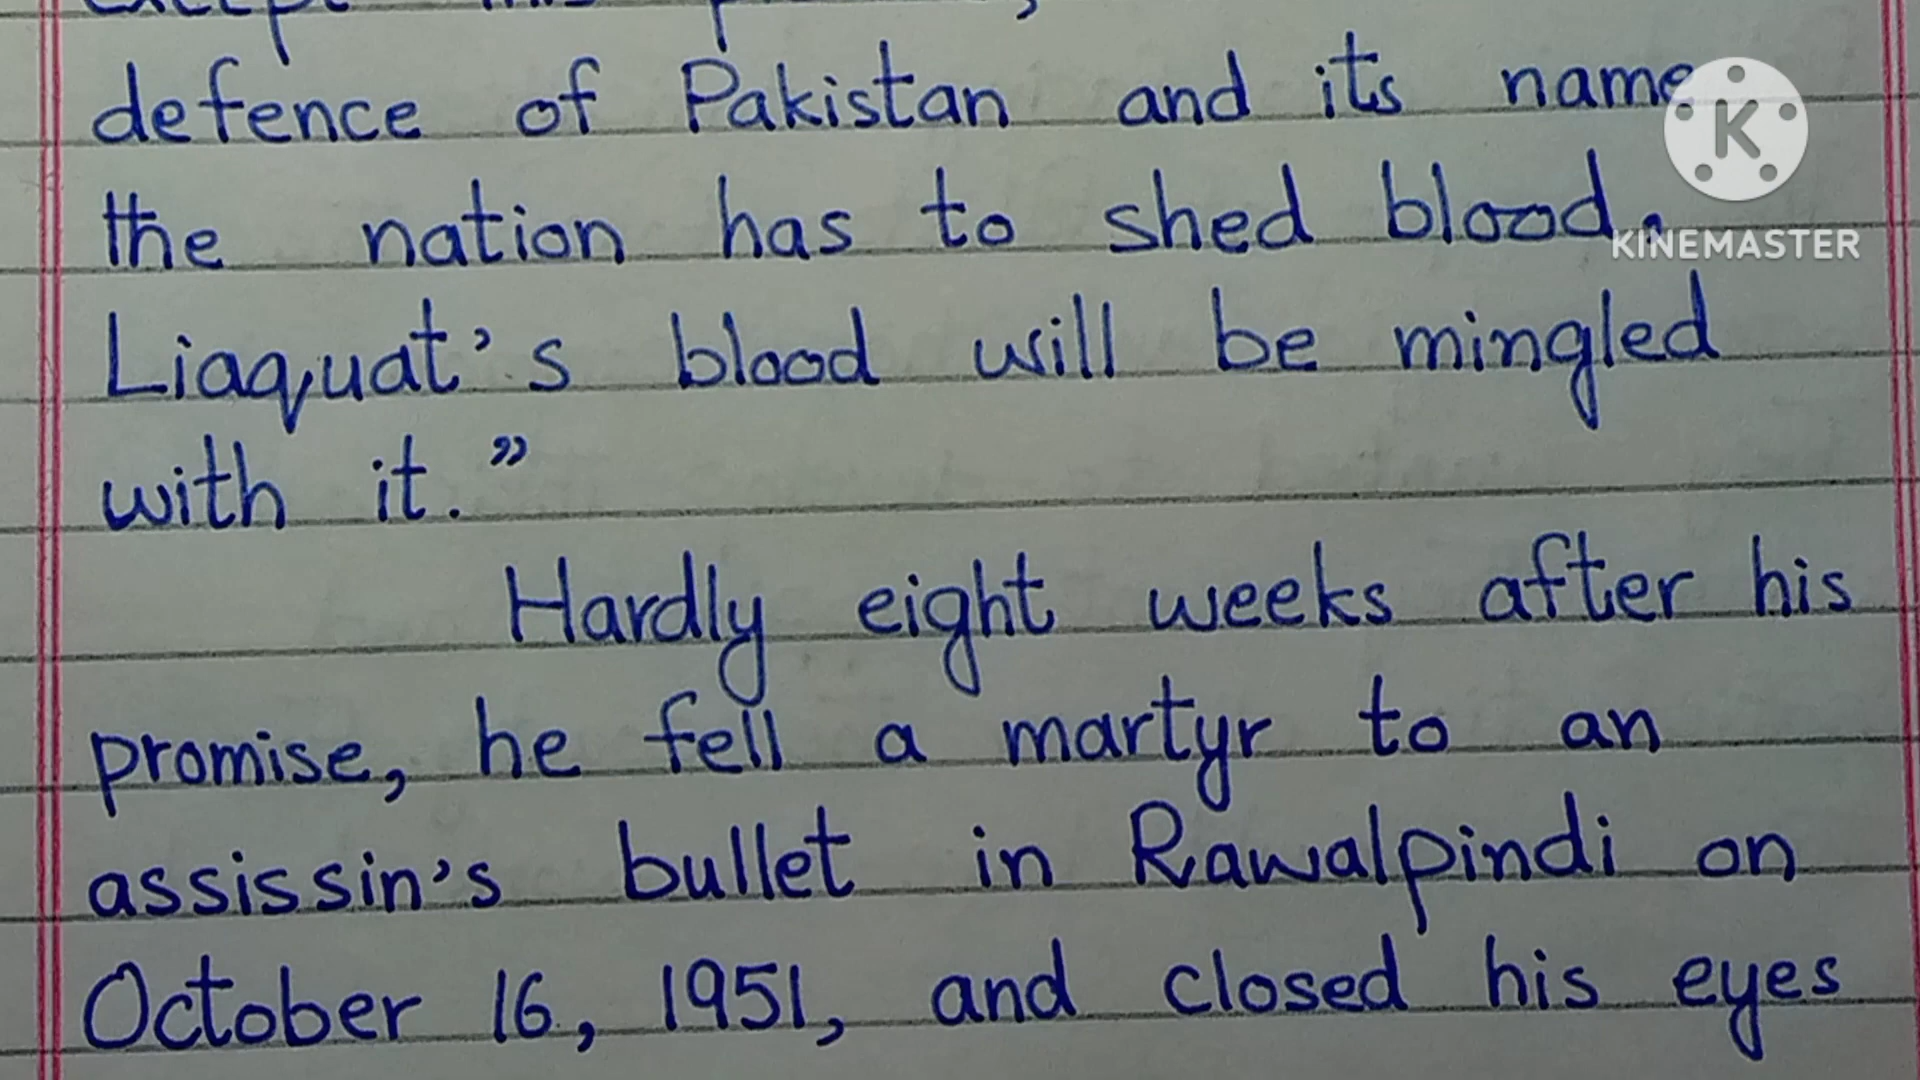 defence of Pakistan and its name
the nation has to shed blood,
Liaquat's blood will be mingled
with it.”
Hardly eight weeks after his
promise, he fell a martyr to an
assissin's bullet in Rawalpindi on
October 16, 1951, and closed his eyes
K
KINEMASTER